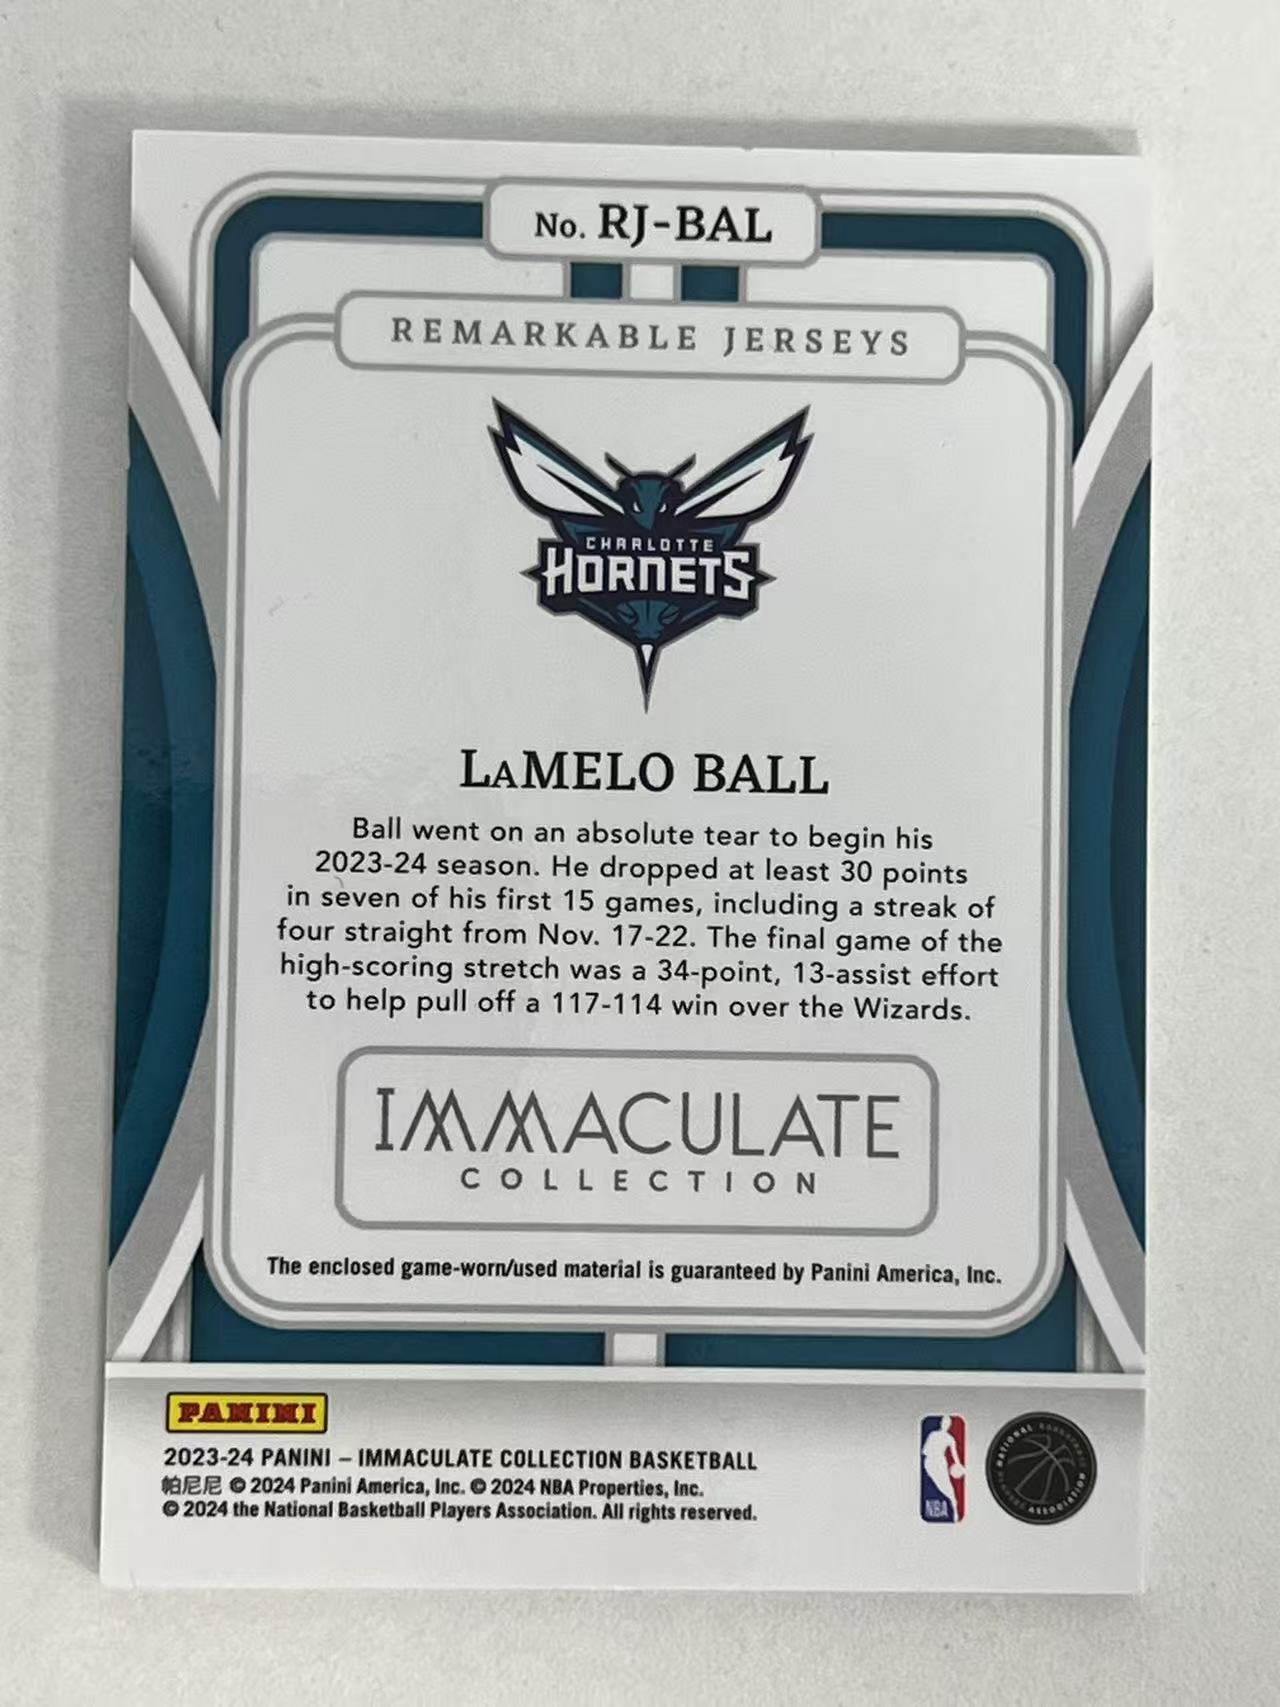 No. RJ-BAL
REMARKABLE JERSEYS
CHARLOTTE
HORNETS
LaMELO BALL
Ball went on an absolute tear to begin his
2023-24 season. He dropped at least 30 points
in seven of his first 15 games, including a streak of
four straight from Nov. 17-22. The final game of the
high-scoring stretch was a 34-point, 13-assist effort
to help pull off a 117-114 win over the Wizards.
IMMACULATE
COLLECTION
The enclosed game-worn/used material is guaranteed by Panini America, Inc.
PANINI
2023-24 PANINI – IMMACULATE COLLECTION BASKETBALL
帕尼尼 © 2024 Panini America, Inc. © 2024 NBA Properties, Inc.
© 2024 the National Basketball Players Association. All rights reserved.
NBA
NATIONAL BASKETBALL PLAYERS ASSOCIATION